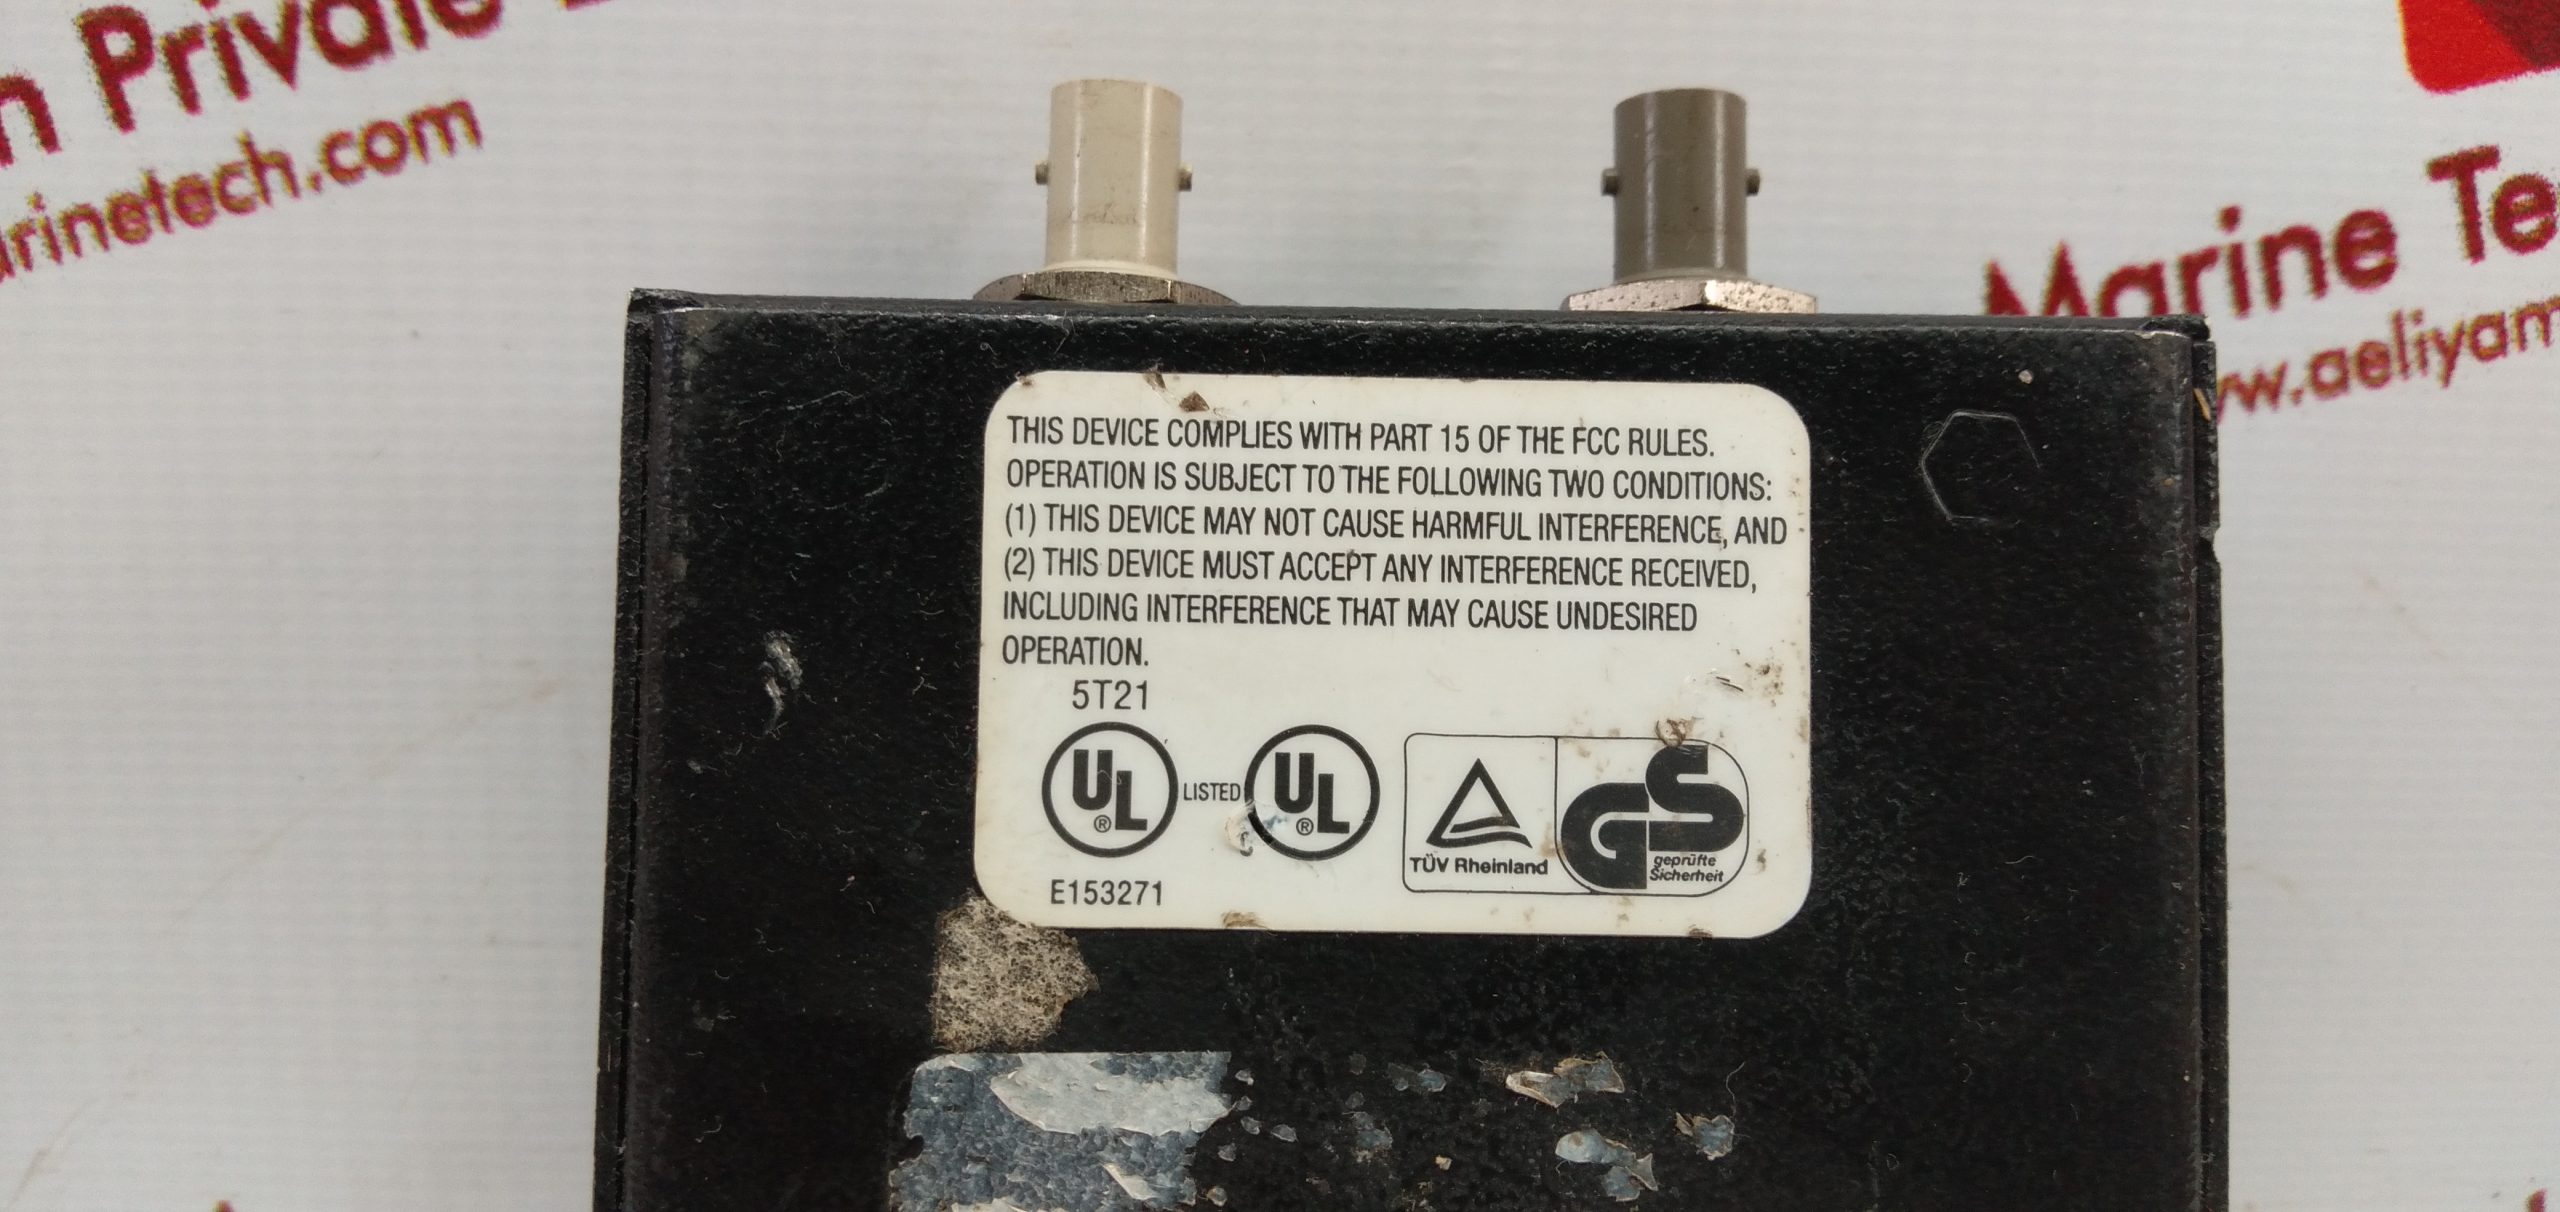 n Private
rinetech.com
Marine Te
w.aeliyam
THIS DEVICE COMPLIES WITH PART 15 OF THE FCC RULES.
OPERATION IS SUBJECT TO THE FOLLOWING TWO CONDITIONS:
(1) THIS DEVICE MAY NOT CAUSE HARMFUL INTERFERENCE, AND
(2) THIS DEVICE MUST ACCEPT ANY INTERFERENCE RECEIVED,
INCLUDING INTERFERENCE THAT MAY CAUSE UNDESIRED
OPERATION.
5T21
UL ® LISTED C UL ®
TÜV Rheinland
GS
geprüfte
Sicherheit
E153271